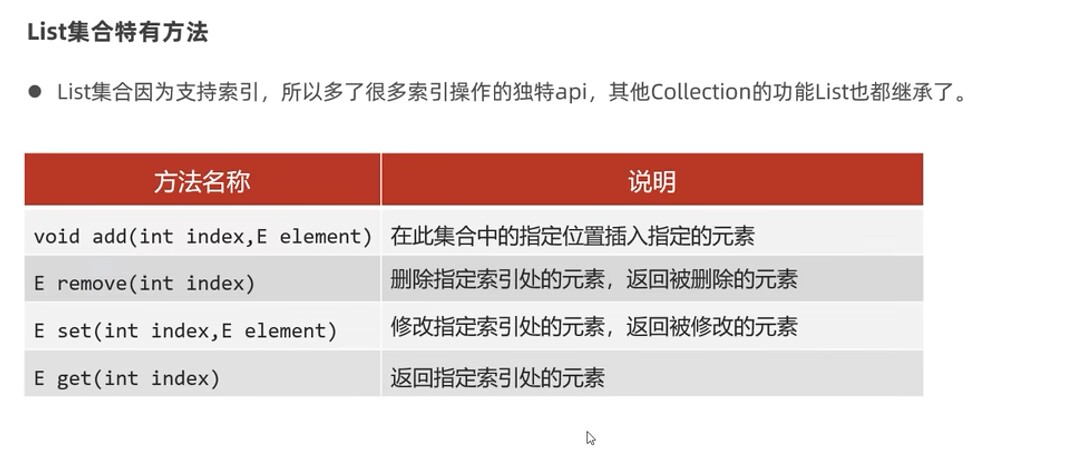 List集合特有方法
● List集合因为支持索引，所以多了很多索引操作的独特api，其他Collection的功能List也都继承了。
方法名称 说明
void add(int index,E element) 在此集合中的指定位置插入指定的元素
E remove(int index) 删除指定索引处的元素，返回被删除的元素
E set(int index,E element) 修改指定索引处的元素，返回被修改的元素
E get(int index) 返回指定索引处的元素